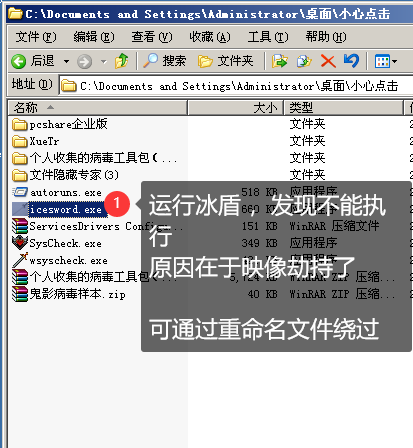 C:\Documents and Settings\Administrator\桌面\小心点击
文件(F) 编辑(E) 查看(V) 收藏(A) 工具(T) 帮助(H)
后退 搜索 文件夹
地址(D) C:\Documents and Settings\Administrator\桌面\小心点击
名称 大小 类型
pcshare企业版 文件夹
XueTr 文件夹
个人收集的病毒工具包(... 文件夹
文件隐藏专家(3) 文件夹
autoruns.exe 518 KB 应用程序
icesword.exe
ServicesDrivers Config... 151 KB WinRAR 压缩文件
SysCheck.exe 349 KB 应用程序
wsyscheck.exe
个人收集的病毒工具包(... WinRAR ZIP 压缩...
鬼影病毒样本.zip 40 KB WinRAR ZIP 压缩...
1
运行冰盾，发现不能执
行
原因在于映像劫持了
可通过重命名文件绕过